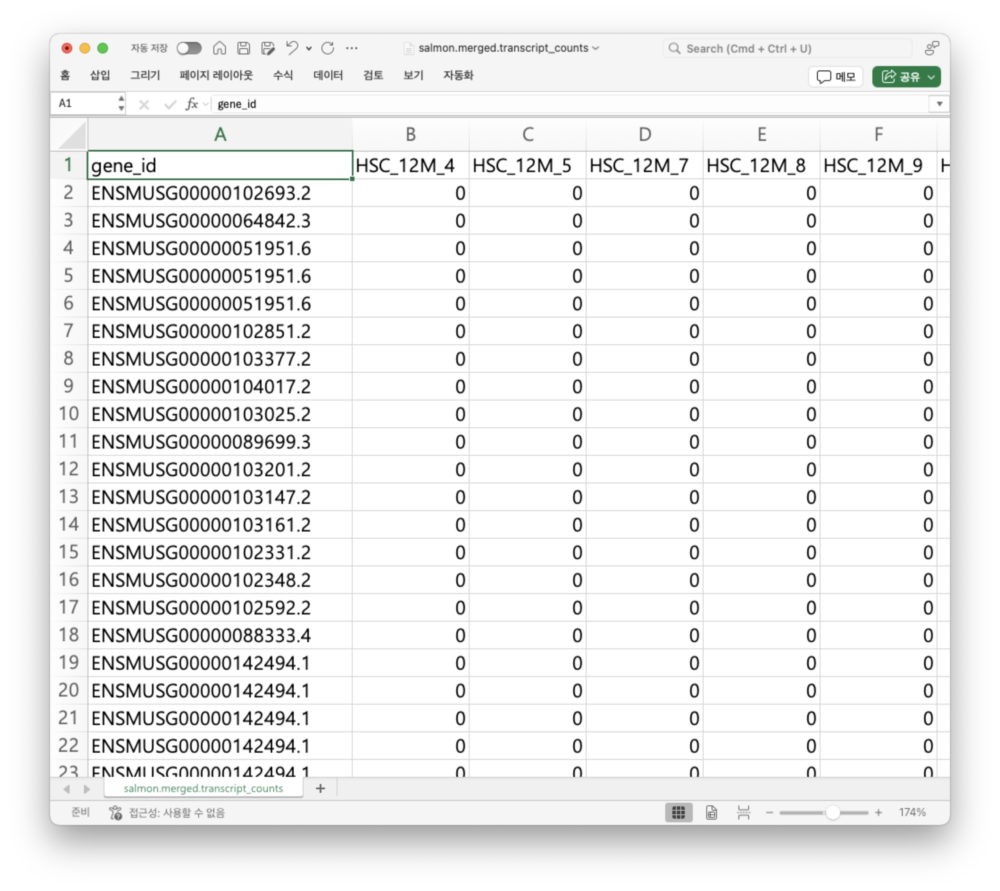 자동 저장 salmon.merged.transcript_counts Search (Cmd + Ctrl + U)
홈 삽입 그리기 페이지 레이아웃 수식 데이터 검토 보기 자동화 메모 공유
A1 fx gene_id
A B C D E F
1 gene_id HSC_12M_4 HSC_12M_5 HSC_12M_7 HSC_12M_8 HSC_12M_9 H
2 ENSMUSG00000102693.2 0 0 0 0 0
3 ENSMUSG00000064842.3 0 0 0 0 0
4 ENSMUSG00000051951.6 0 0 0 0 0
5 ENSMUSG00000051951.6 0 0 0 0 0
6 ENSMUSG00000051951.6 0 0 0 0 0
7 ENSMUSG00000102851.2 0 0 0 0 0
8 ENSMUSG00000103377.2 0 0 0 0 0
9 ENSMUSG00000104017.2 0 0 0 0 0
10 ENSMUSG00000103025.2 0 0 0 0 0
11 ENSMUSG00000089699.3 0 0 0 0 0
12 ENSMUSG00000103201.2 0 0 0 0 0
13 ENSMUSG00000103147.2 0 0 0 0 0
14 ENSMUSG00000103161.2 0 0 0 0 0
15 ENSMUSG00000102331.2 0 0 0 0 0
16 ENSMUSG00000102348.2 0 0 0 0 0
17 ENSMUSG00000102592.2 0 0 0 0 0
18 ENSMUSG00000088333.4 0 0 0 0 0
19 ENSMUSG00000142494.1 0 0 0 0 0
20 ENSMUSG00000142494.1 0 0 0 0 0
21 ENSMUSG00000142494.1 0 0 0 0 0
22 ENSMUSG00000142494.1 0 0 0 0 0
23 ENSMUSG00000142494.1 0 0 0 0 0
salmon.merged.transcript_counts +
준비 접근성: 사용할 수 없음 − + 174%